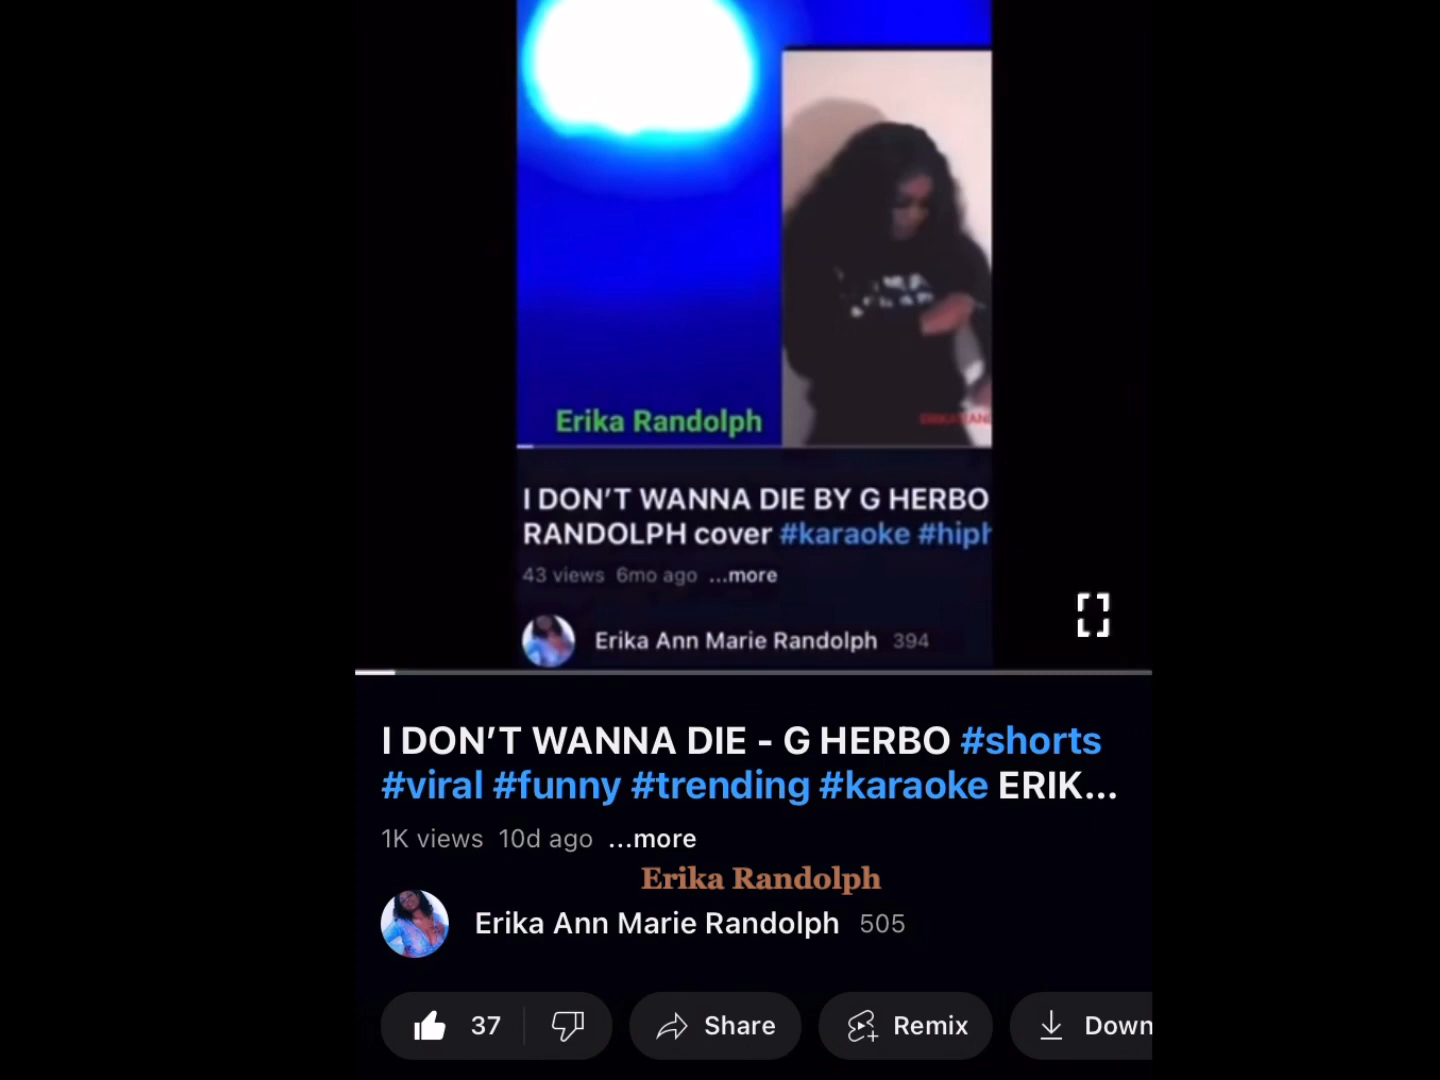 Erika Randolph
I DON'T WANNA DIE BY G HERBO
RANDOLPH cover #karaoke #hiph
43 views 6mo ago ...more
Erika Ann Marie Randolph 394
I DON'T WANNA DIE - G HERBO #shorts
#viral #funny #trending #karaoke ERIK...
1K views 10d ago ...more
Erika Randolph
Erika Ann Marie Randolph 505
37 Share Remix Down